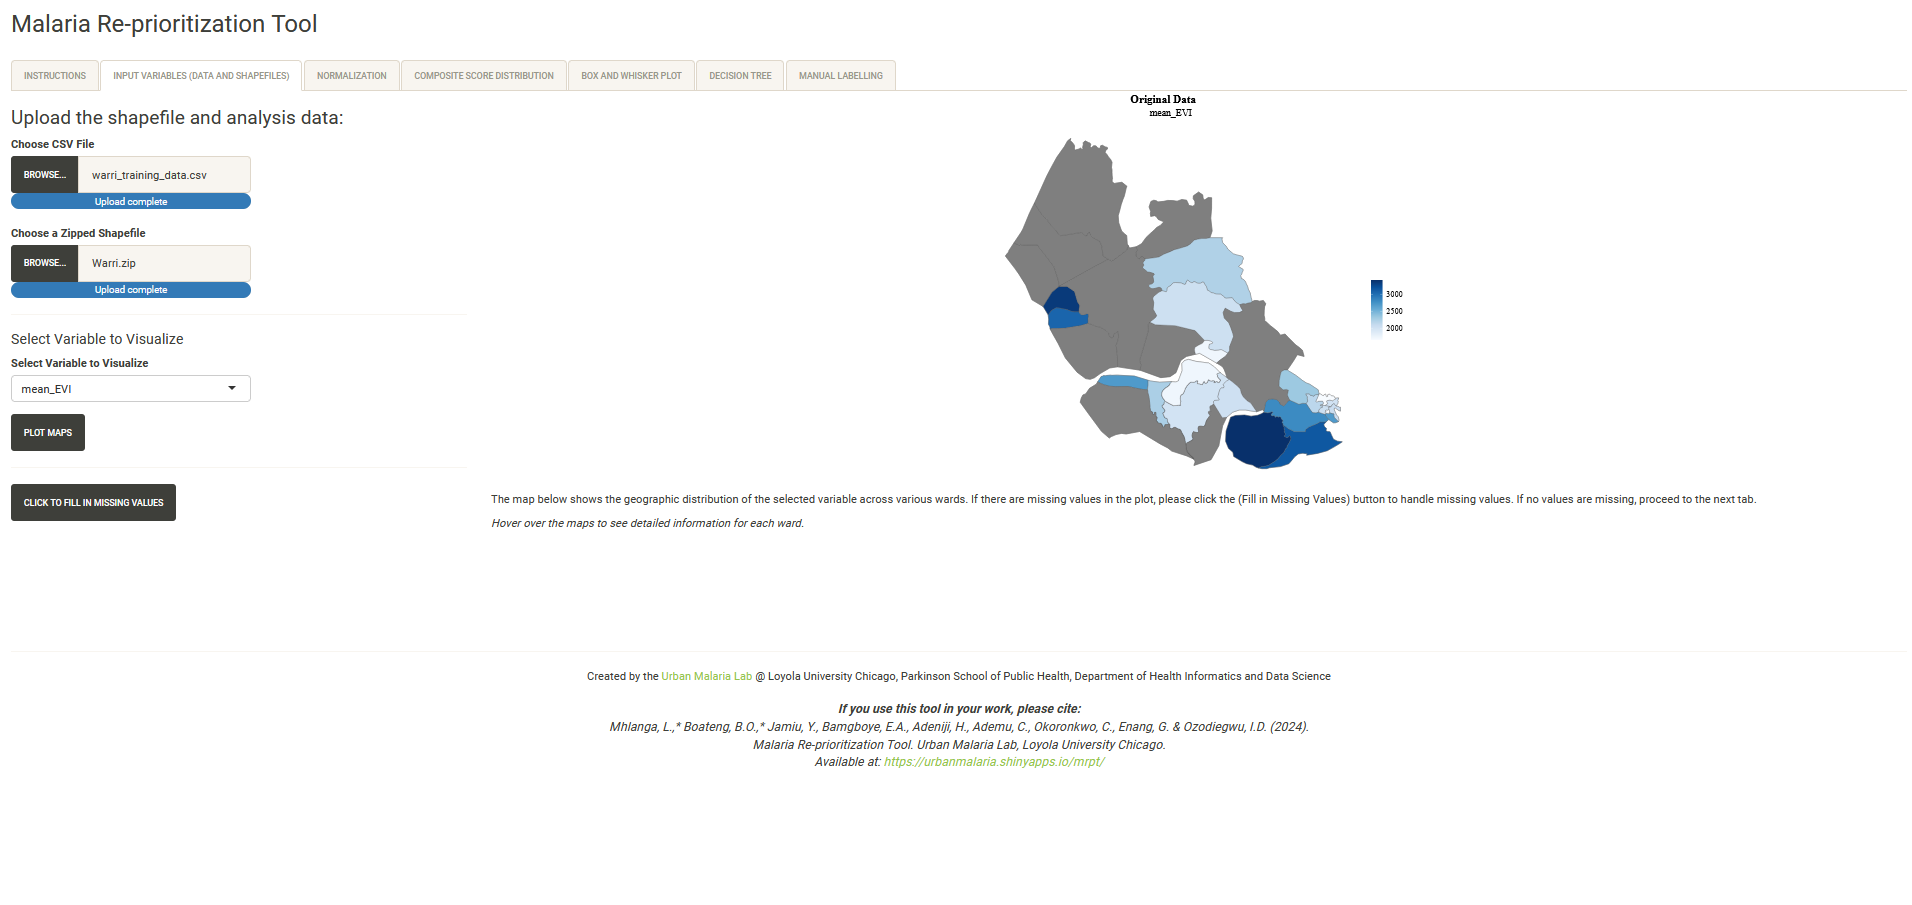 Malaria Re-prioritization Tool
INSTRUCTIONS
INPUT VARIABLES (DATA AND SHAPEFILES)
NORMALIZATION
COMPOSITE SCORE DISTRIBUTION
BOX AND WHISKER PLOT
DECISION TREE
MANUAL LABELLING
Upload the shapefile and analysis data:
Choose CSV File
BROWSE... warri_training_data.csv
Upload complete
Choose a Zipped Shapefile
BROWSE... Warri.zip
Upload complete
Select Variable to Visualize
Select Variable to Visualize
mean_EVI
PLOT MAPS
CLICK TO FILL IN MISSING VALUES
Original Data
mean_EVI
3000
2500
2000
The map below shows the geographic distribution of the selected variable across various wards. If there are missing values in the plot, please click the (Fill in Missing Values) button to handle missing values. If no values are missing, proceed to the next tab.
Hover over the maps to see detailed information for each ward.
Created by the Urban Malaria Lab @ Loyola University Chicago, Parkinson School of Public Health, Department of Health Informatics and Data Science
If you use this tool in your work, please cite:
Mhlanga, L.,* Boateng, B.O.,* Jamiu, Y., Bamgboye, E.A., Adeniji, H., Ademu, C., Okoronkwo, C., Enang, G. & Ozodiegwu, I.D. (2024).
Malaria Re-prioritization Tool. Urban Malaria Lab, Loyola University Chicago.
Available at: https://urbanmalaria.shinyapps.io/mrpt/